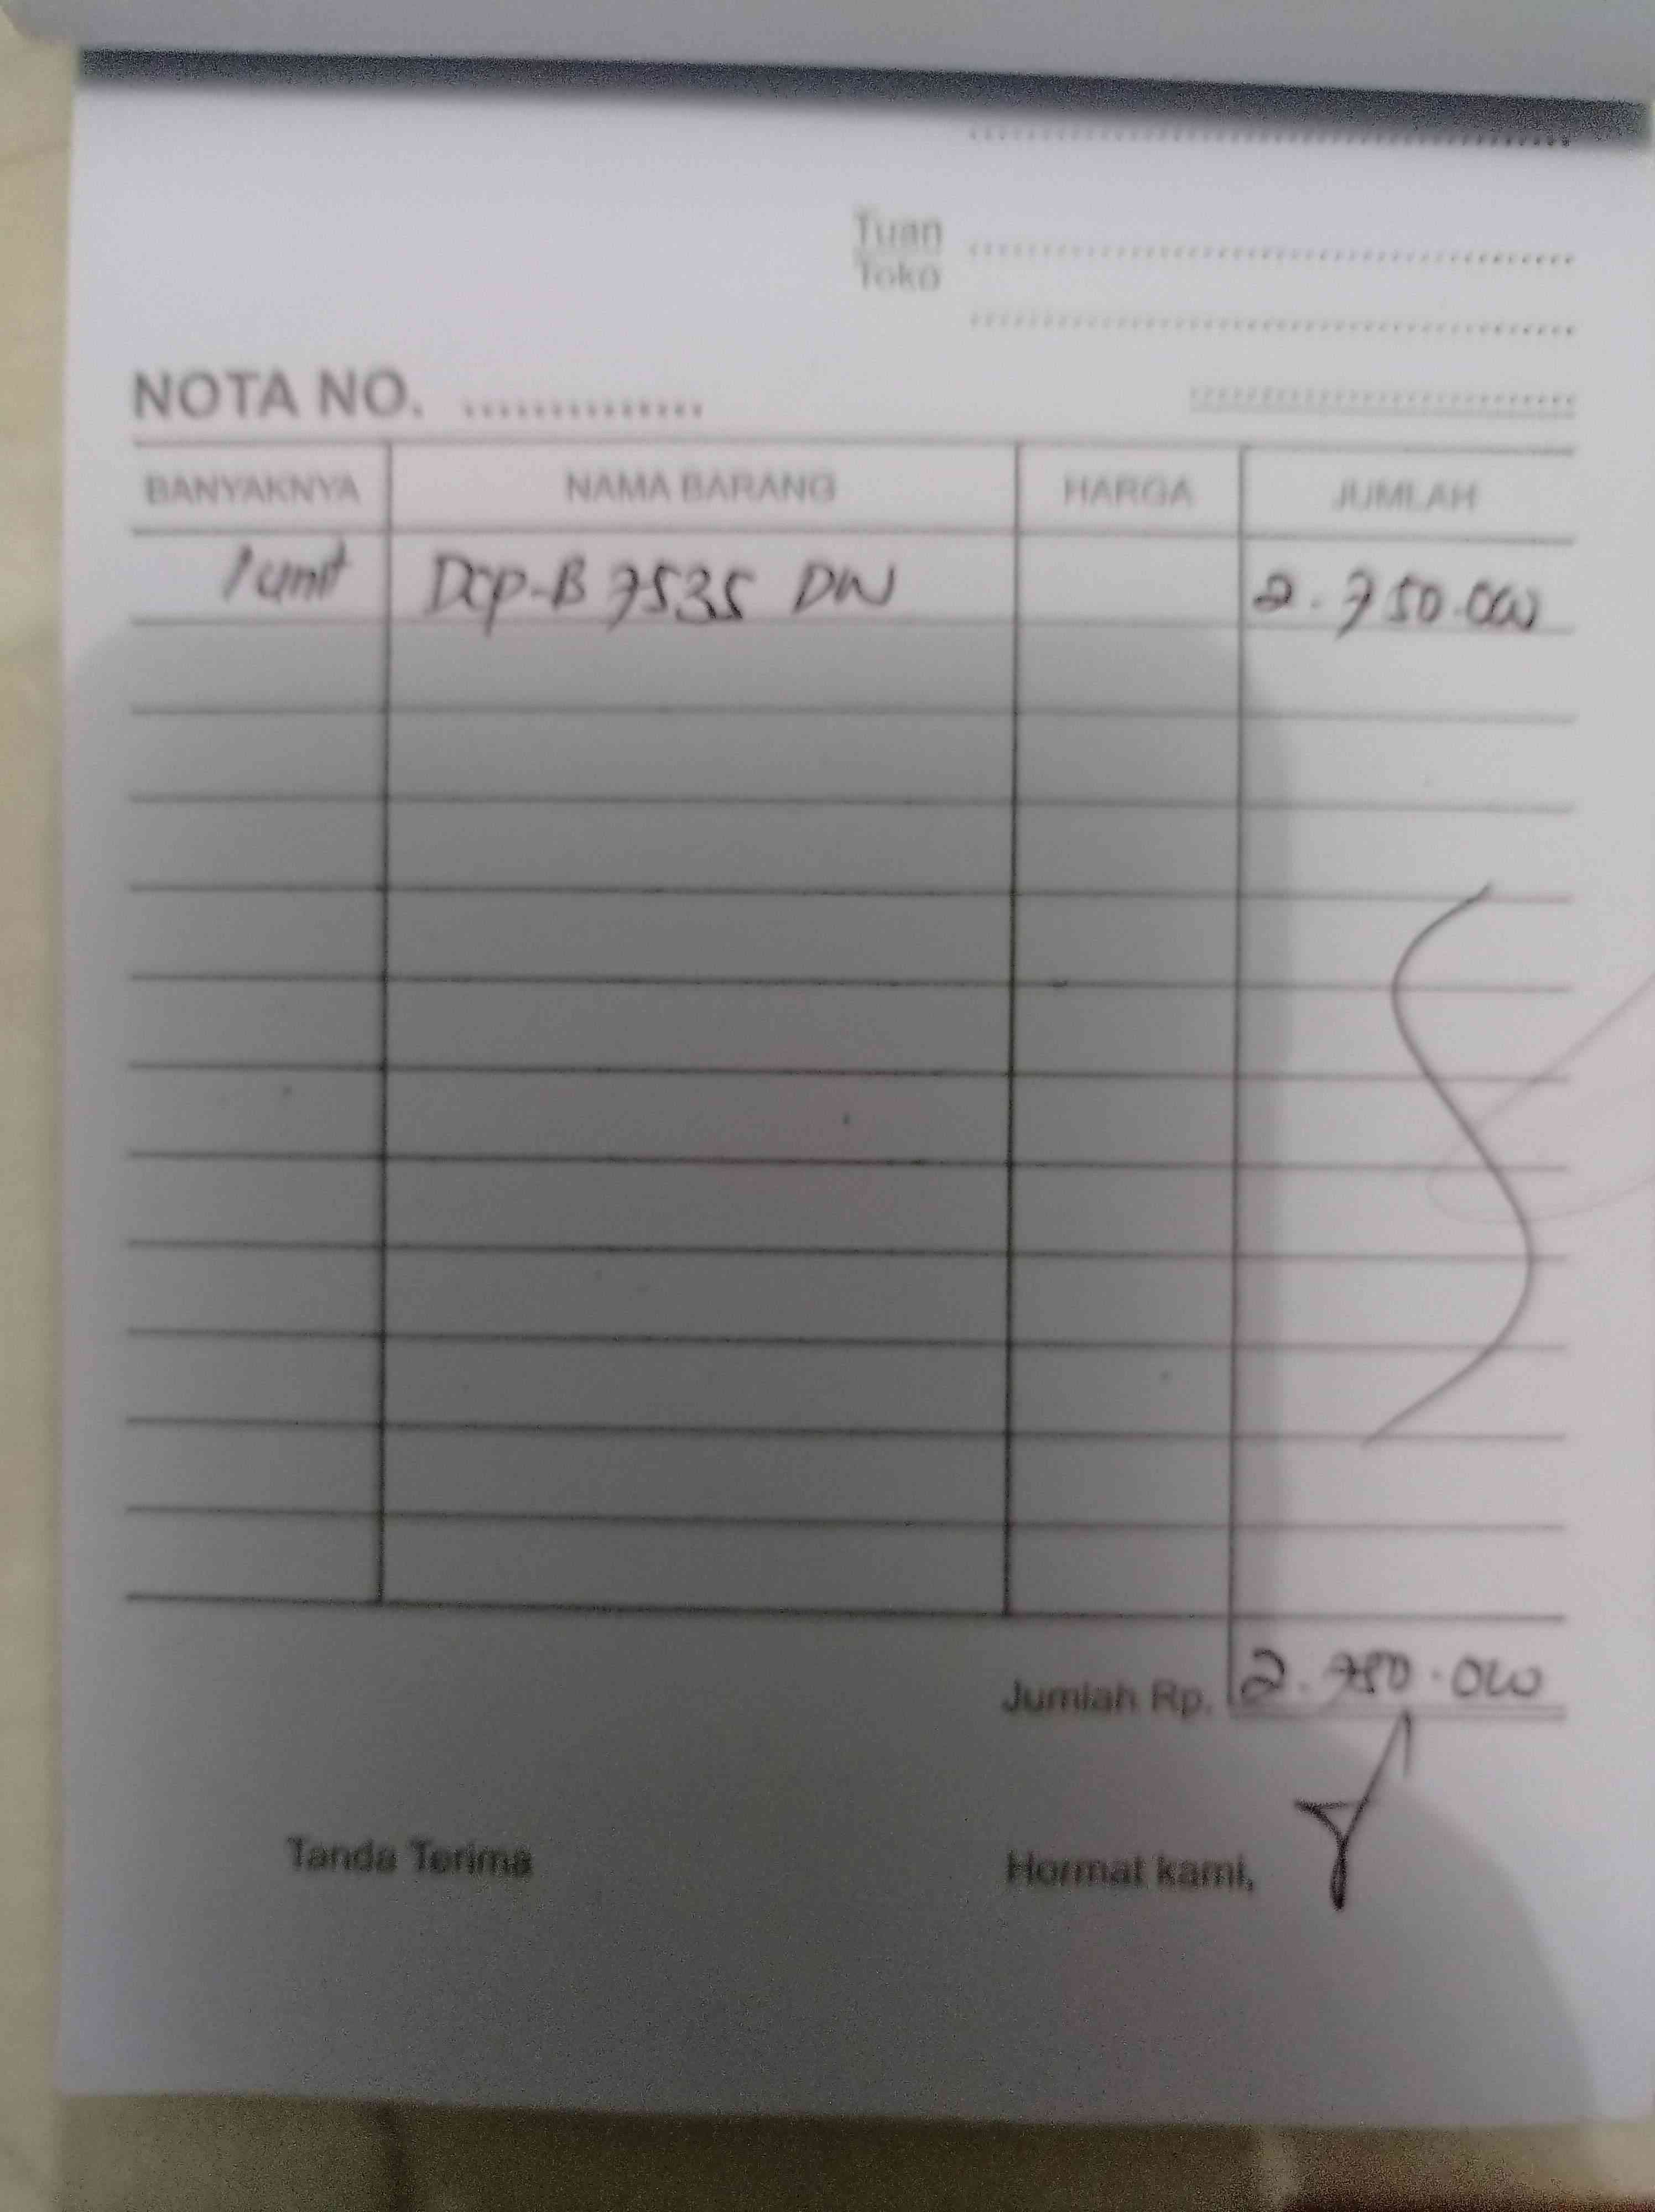 Tuan
Toko
NOTA NO. ...............
BANYAKNYA NAMA BARANG HARGA JUMLAH
1 unit Dcp-B 7535 DW 2.750.000
Jumlah Rp. 2.750.000
Tanda Terima Hormat kami,